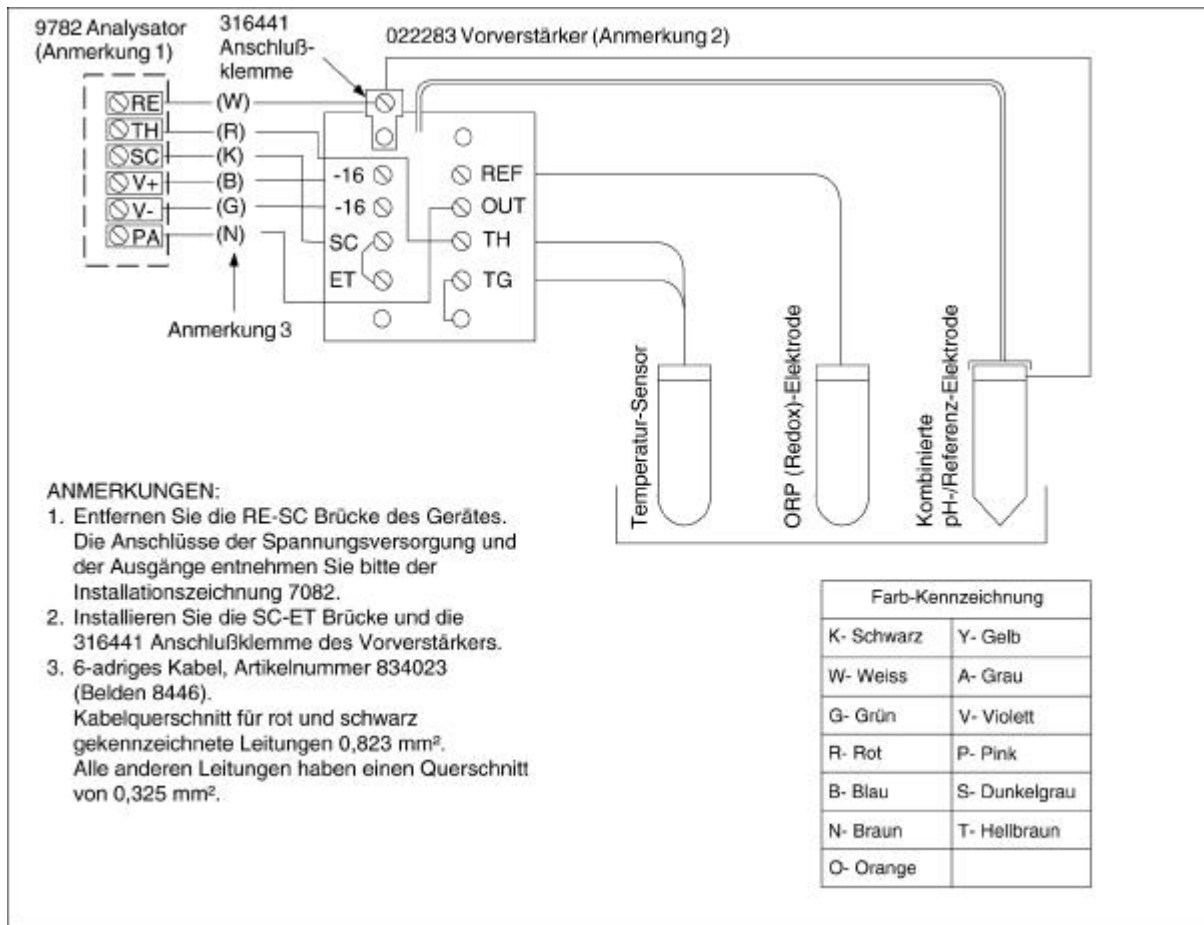 9782 Analysator
(Anmerkung 1)
316441
Anschluß-
klemme
022283 Vorverstärker (Anmerkung 2)
RE
TH
SC
V+
V-
PA
(W)
(R)
(K)
(B)
(G)
(N)
Anmerkung 3
-16
-16
SC
ET
REF
OUT
TH
TG
Temperatur-Sensor
ORP (Redox)-Elektrode
Kombinierte
pH-/Referenz-Elektrode
ANMERKUNGEN:
1. Entfernen Sie die RE-SC Brücke des Gerätes.
Die Anschlüsse der Spannungsversorgung und
der Ausgänge entnehmen Sie bitte der
Installationszeichnung 7082.
2. Installieren Sie die SC-ET Brücke und die
316441 Anschlußklemme des Vorverstärkers.
3. 6-adriges Kabel, Artikelnummer 834023
(Belden 8446).
Kabelquerschnitt für rot und schwarz
gekennzeichnete Leitungen 0,823 mm².
Alle anderen Leitungen haben einen Querschnitt
von 0,325 mm².
Farb-Kennzeichnung
K- Schwarz Y- Gelb
W- Weiss A- Grau
G- Grün V- Violett
R- Rot P- Pink
B- Blau S- Dunkelgrau
N- Braun T- Hellbraun
O- Orange